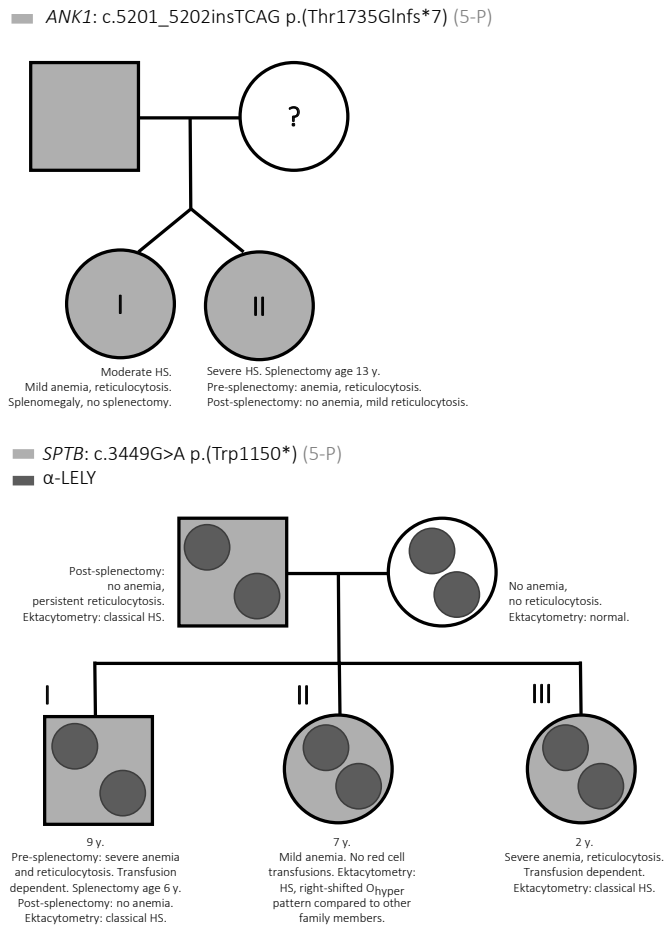 ANK1: c.5201_5202insTCAG p.(Thr1735Glnfs*7) (5-P)
?
I
II
Moderate HS.
Mild anemia, reticulocytosis.
Splenomegaly, no splenectomy.
Severe HS. Splenectomy age 13 y.
Pre-splenectomy: anemia, reticulocytosis.
Post-splenectomy: no anemia, mild reticulocytosis.
SPTB: c.3449G>A p.(Trp1150*) (5-P)
α-LELY
Post-splenectomy:
no anemia,
persistent reticulocytosis.
Ektacytometry: classical HS.
No anemia,
no reticulocytosis.
Ektacytometry: normal.
I
II
III
9 y.
Pre-splenectomy: severe anemia
and reticulocytosis. Transfusion
dependent. Splenectomy age 6 y.
Post-splenectomy: no anemia.
Ektacytometry: classical HS.
7 y.
Mild anemia. No red cell
transfusions. Ektacytometry:
HS, right-shifted Ohyper
pattern compared to other
family members.
2 y.
Severe anemia, reticulocytosis.
Transfusion dependent.
Ektacytometry: classical HS.